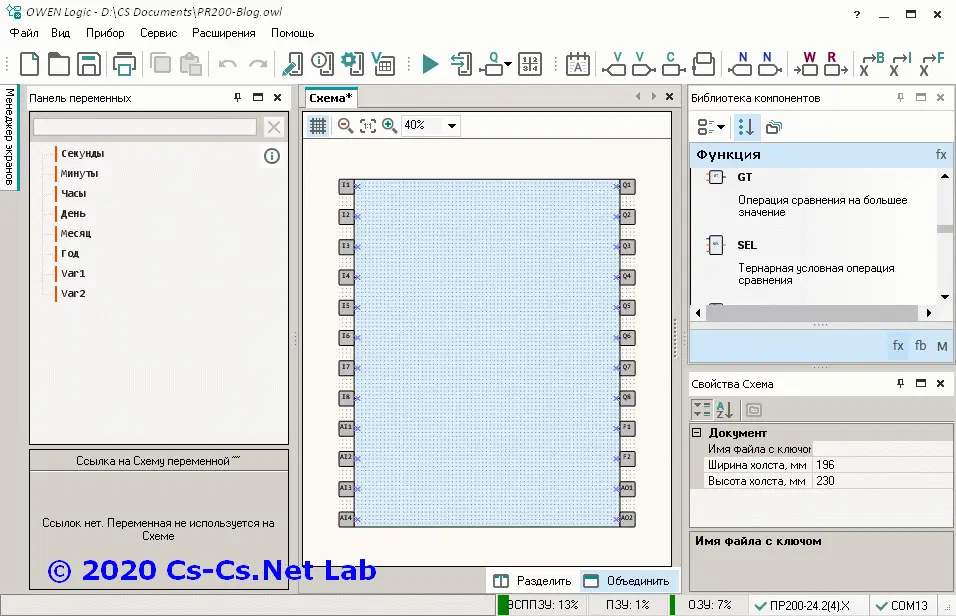 OWEN Logic - D:\CS Documents\PR200-Blog.owl
Файл Вид Прибор Сервис Расширения Помощь
Менеджер экранов
Панель переменных
Секунды
Минуты
Часы
День
Месяц
Год
Var1
Var2
Ссылка на Схему переменной ""
Ссылок нет. Переменная не используется на
Схеме
Схема*
40%
I1 Q1
I2 Q2
I3 Q3
I4 Q4
I5 Q5
I6 Q6
I7 Q7
I8 Q8
AI1 F1
AI2 F2
AI3 AO1
AI4 AO2
Разделить Объединить
Библиотека компонентов
Функция fx
GT
Операция сравнения на большее
значение
SEL
Тернарная условная операция
сравнения
fx fb M
Свойства Схема
Документ
Имя Файла с ключом
Ширина холста, мм 196
Высота холста, мм 230
Имя Файла с ключом
© 2020 Cs-Cs.Net Lab
ЭСППЗУ: 13% ПЗУ: 1% ОЗУ: 7% ПР200-24.2(4).X COM13